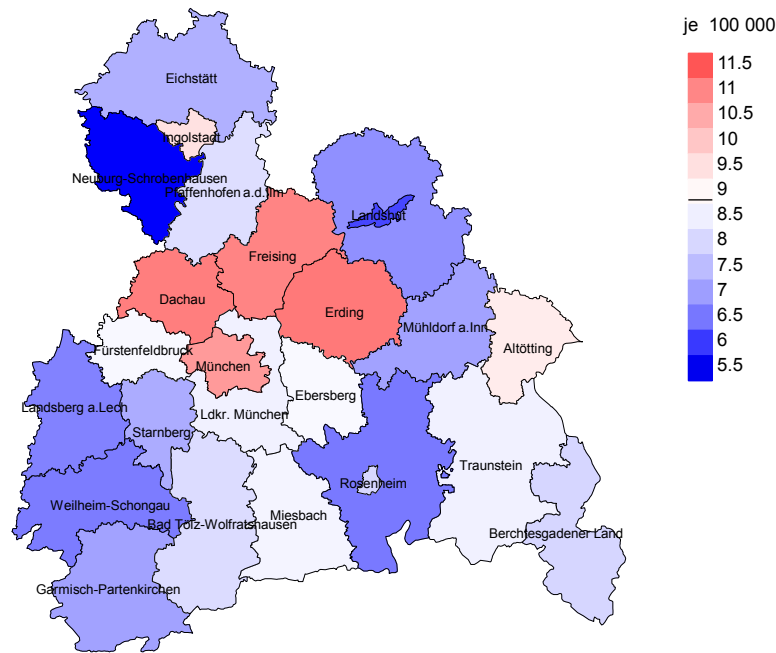 je 100 000
11.5
11
10.5
10
9.5
9
8.5
8
7.5
7
6.5
6
5.5
Eichstätt
Ingolstadt
Neuburg-Schrobenhausen
Pfaffenhofen a.d.Ilm
Landshut
Freising
Dachau
Erding
Mühldorf a.Inn
Altötting
Fürstenfeldbruck
München
Ebersberg
Landsberg a.Lech
Ldkr. München
Starnberg
Traunstein
Rosenheim
Weilheim-Schongau
Miesbach
Bad Tölz-Wolfratshausen
Berchtesgadener Land
Garmisch-Partenkirchen